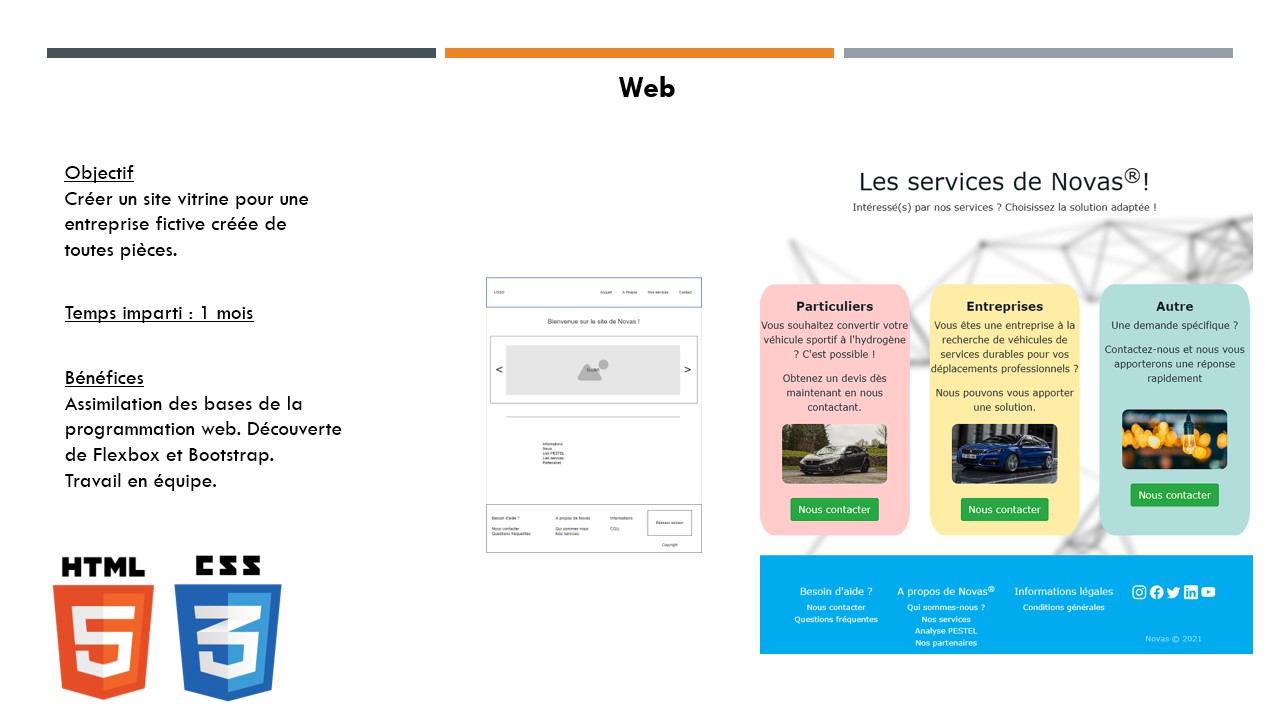 Web
Objectif
Créer un site vitrine pour une
entreprise fictive créée de
toutes pièces.
Temps imparti : 1 mois
Bénéfices
Assimilation des bases de la
programmation web. Découverte
de Flexbox et Bootstrap.
Travail en équipe.
HTML
5
CSS
3
LOGO
Accueil
A Propos
Nos services
Contact
Bienvenue sur le site de Novas !
<
>
Informations
Nous
Lien PESTEL
Les services
Partenaires
Besoin d'aide ?
Nous contacter
Questions fréquentes
A propos de Novas
Qui sommes nous
Nos services
Informations
CGU
Réseaux sociaux
Copyright
Les services de Novas®!
Intéressé(s) par nos services ? Choisissez la solution adaptée !
Particuliers
Vous souhaitez convertir votre
véhicule sportif à l'hydrogène
? C'est possible !
Obtenez un devis dès
maintenant en nous
contactant.
Nous contacter
Entreprises
Vous êtes une entreprise à la
recherche de véhicules de
services durables pour vos
déplacements professionnels ?
Nous pouvons vous apporter
une solution.
Nous contacter
Autre
Une demande spécifique ?
Contactez-nous et nous vous
apporterons une réponse
rapidement
Nous contacter
Besoin d'aide ?
Nous contacter
Questions fréquentes
A propos de Novas®
Qui sommes-nous ?
Nos services
Analyse PESTEL
Nos partenaires
Informations légales
Conditions générales
Novas © 2021